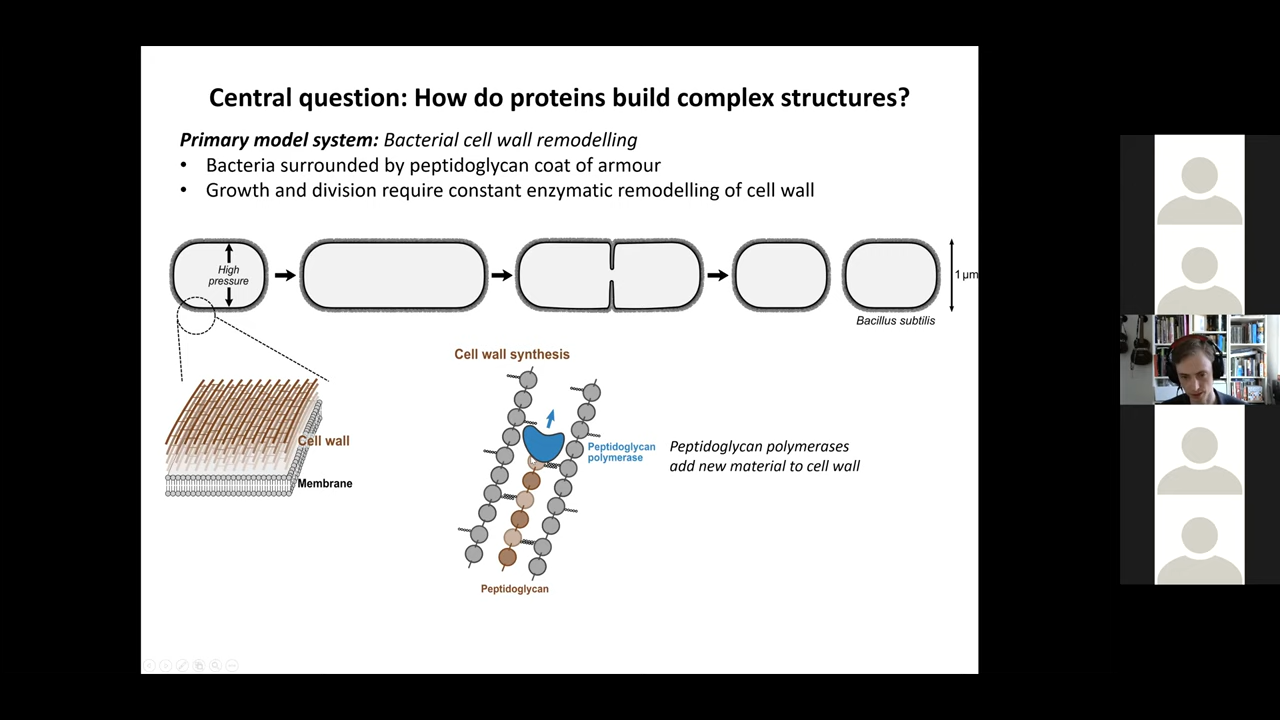 Central question: How do proteins build complex structures?
Primary model system: Bacterial cell wall remodelling
• Bacteria surrounded by peptidoglycan coat of armour
• Growth and division require constant enzymatic remodelling of cell wall
High
pressure
1 µm
Bacillus subtilis
Cell wall synthesis
Cell wall
Membrane
Peptidoglycan
polymerase
Peptidoglycan polymerases
add new material to cell wall
Peptidoglycan